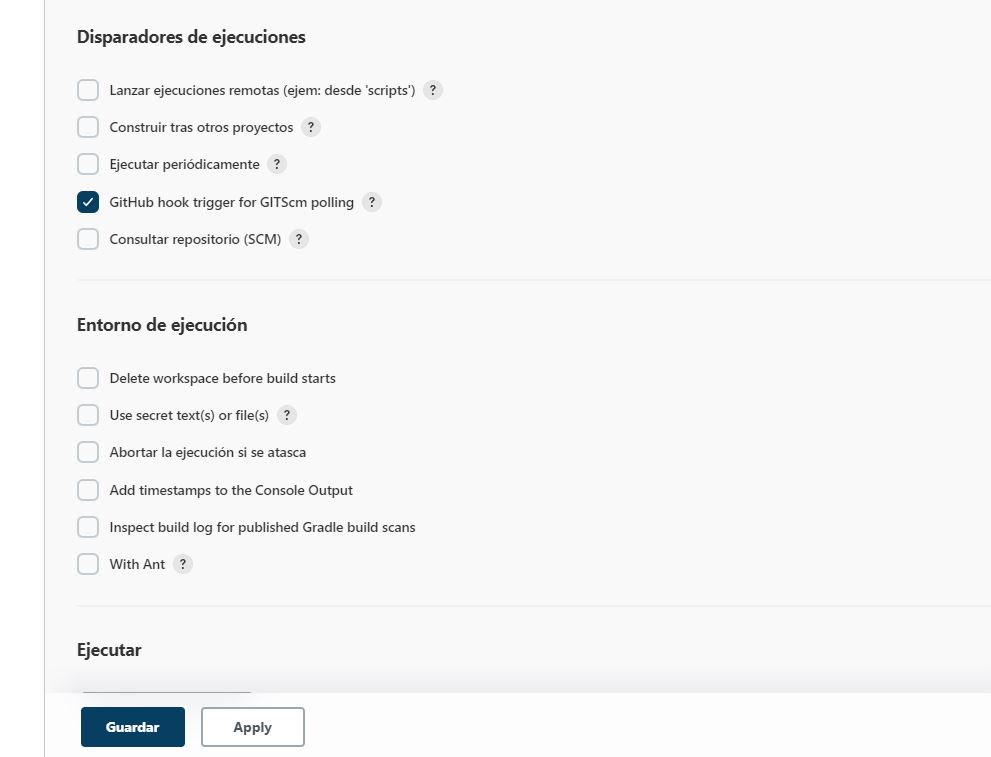 Disparadores de ejecuciones
Lanzar ejecuciones remotas (ejem: desde 'scripts') ?
Construir tras otros proyectos ?
Ejecutar periódicamente ?
GitHub hook trigger for GITScm polling ?
Consultar repositorio (SCM) ?
Entorno de ejecución
Delete workspace before build starts
Use secret text(s) or file(s) ?
Abortar la ejecución si se atasca
Add timestamps to the Console Output
Inspect build log for published Gradle build scans
With Ant ?
Ejecutar
Guardar Apply